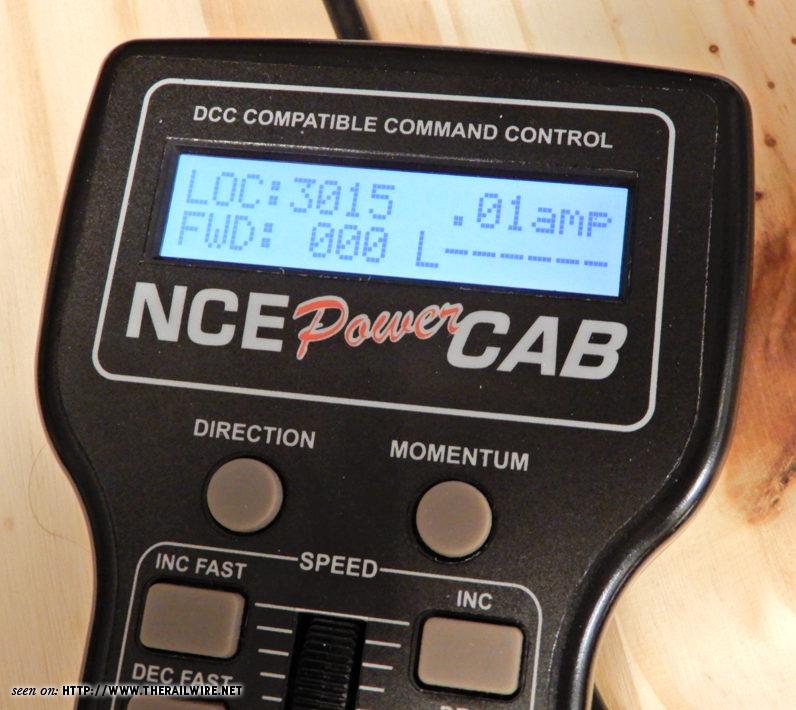 DCC COMPATIBLE COMMAND CONTROL
LOC:3015 .01amp
FWD: 000 L------
NCE Power CAB
DIRECTION
MOMENTUM
SPEED
INC FAST
INC
DEC FAST
seen on: HTTP://WWW.THERAILWIRE.NET